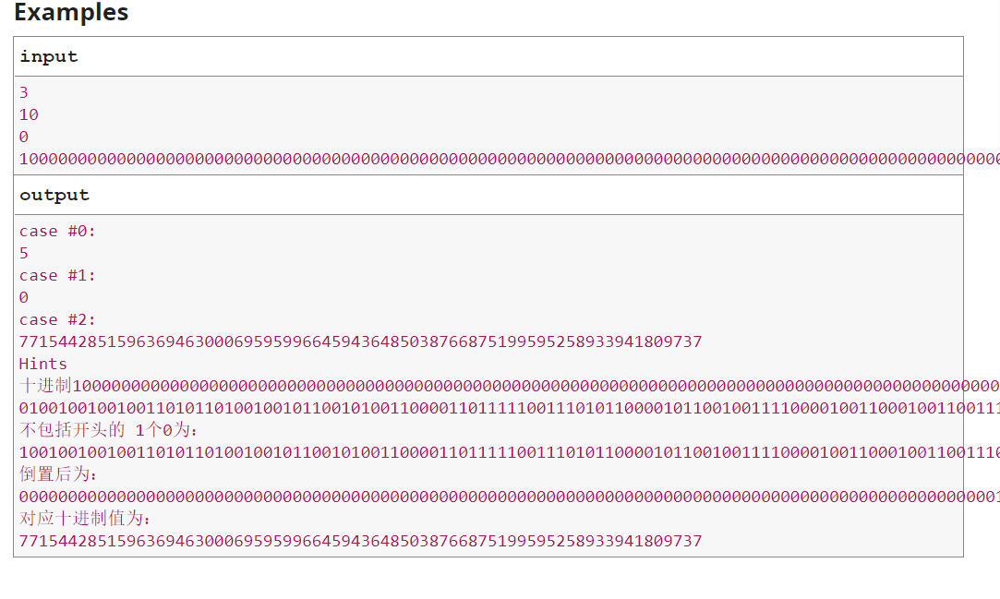 Examples
input
3
10
0
10000000000000000000000000000000000000000000000000000000000000000000000000000000000000000000000000000
output
case #0:
5
case #1:
0
case #2:
7715442851596369463000695959966459436485038766875199595258933941809737
Hints
十进制10000000000000000000000000000000000000000000000000000000000000000000000000000000000000000000000
01001001001001101011010010010110010100110000110111110011101011000010110010011110000100110001001100111
不包括开头的 1个0为:
10010010010011010110100100101100101001100001101111100111010110000101100100111100001001100010011001110
倒置后为:
00000000000000000000000000000000000000000000000000000000000000000000000000000000000000000000000000001
对应十进制值为:
7715442851596369463000695959966459436485038766875199595258933941809737